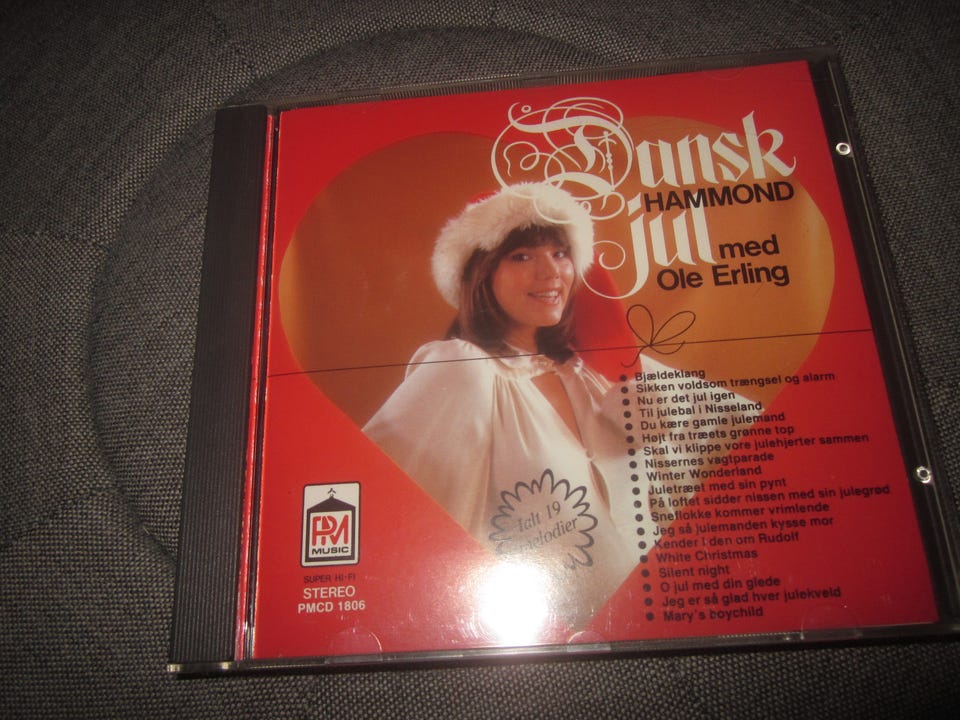 Dansk
HAMMOND
jul med
Ole Erling
Bjældeklang
Sikken voldsom trængsel og alarm
Nu er det jul igen
Til julebal i Nisseland
Du kære gamle julemand
Højt fra træets grønne top
Skal vi klippe vore julehjerter sammen
Nissernes vagtparade
Winter Wonderland
Juletræet med sin pynt
På loftet sidder nissen med sin julegrød
Sneflokke kommer vrimlende
Jeg så julemanden kysse mor
Kender I den om Rudolf
White Christmas
Silent night
O jul med din glede
Jeg er så glad hver julekveld
Mary's boychild
Ialt 19
melodier
PM
MUSIC
SUPER HI-FI
STEREO
PMCD 1806